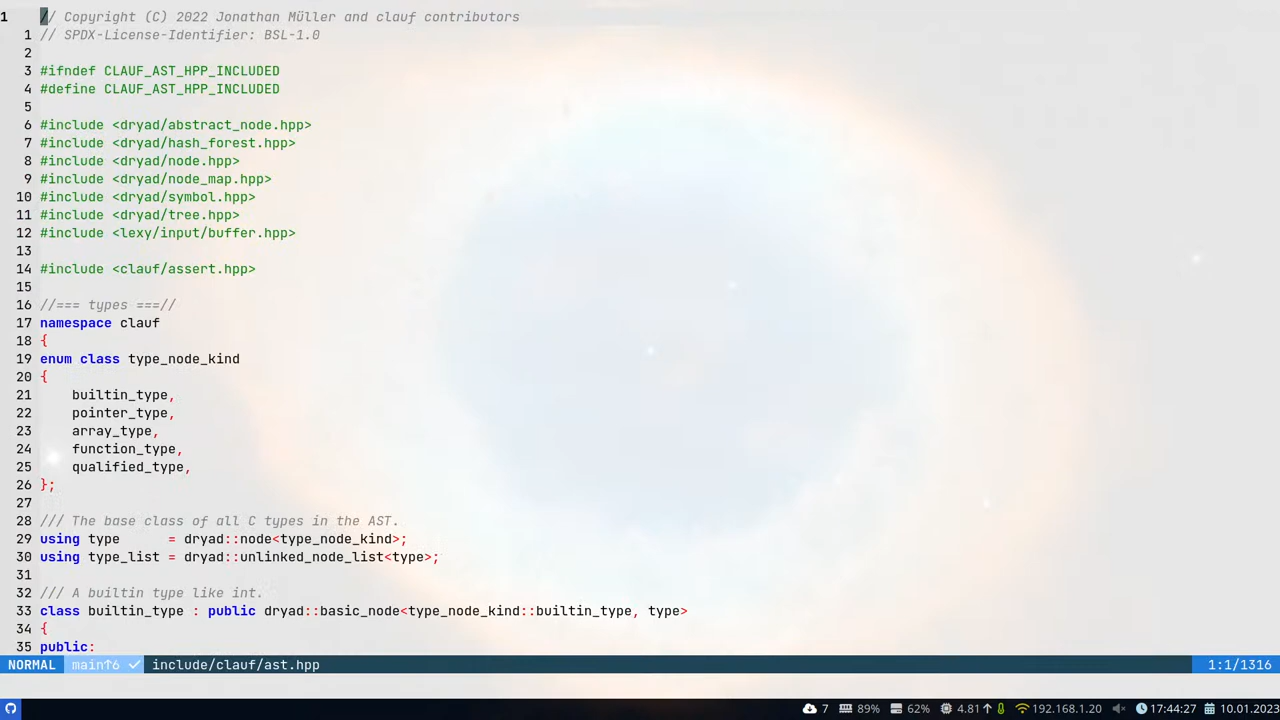 1 // Copyright (C) 2022 Jonathan Müller and clauf contributors
1 // SPDX-License-Identifier: BSL-1.0
2
3 #ifndef CLAUF_AST_HPP_INCLUDED
4 #define CLAUF_AST_HPP_INCLUDED
5
6 #include <dryad/abstract_node.hpp>
7 #include <dryad/hash_forest.hpp>
8 #include <dryad/node.hpp>
9 #include <dryad/node_map.hpp>
10 #include <dryad/symbol.hpp>
11 #include <dryad/tree.hpp>
12 #include <lexy/input/buffer.hpp>
13
14 #include <clauf/assert.hpp>
15
16 //=== types ===//
17 namespace clauf
18 {
19 enum class type_node_kind
20 {
21     builtin_type,
22     pointer_type,
23     array_type,
24     function_type,
25     qualified_type,
26 };
27
28 /// The base class of all C types in the AST.
29 using type      = dryad::node<type_node_kind>;
30 using type_list = dryad::unlinked_node_list<type>;
31
32 /// A builtin type like int.
33 class builtin_type : public dryad::basic_node<type_node_kind::builtin_type, type>
34 {
35 public:
NORMAL main↑6 ✓ include/clauf/ast.hpp 1:1/1316
7 89% 62% 4.81↑ 192.168.1.20 17:44:27 10.01.2023